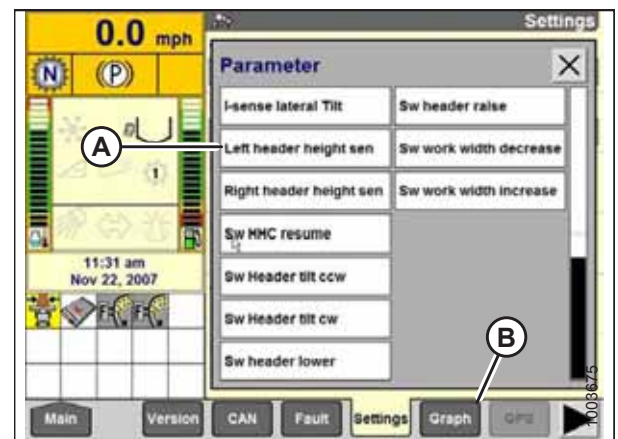 0.0 mph
Settings
N
(P)
Parameter
I-sense lateral Tilt
Sw header raise
A
Left header height sen
Sw work width decrease
1
Right header height sen
Sw work width increase
Sw HHC resume
11:31 am
Nov 22, 2007
Sw Header tilt ccw
Sw Header tilt cw
B
Sw header lower
1003675
Main
Version
CAN
Fault
Settings
Graph
GPS